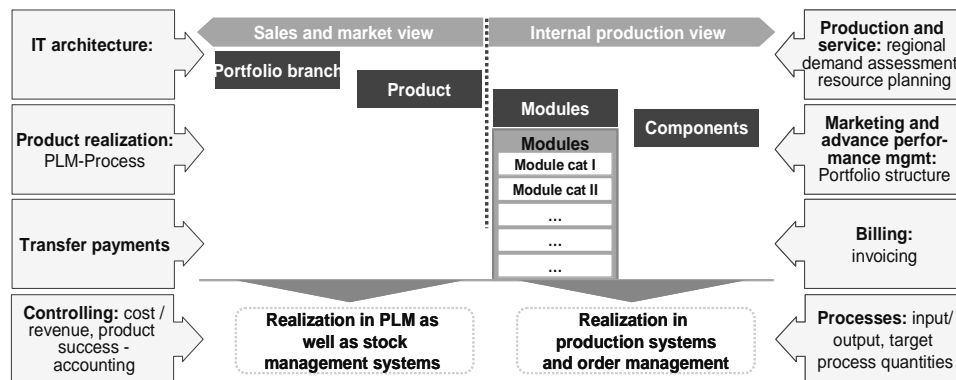 IT architecture:
Product realization:
PLM-Process
Transfer payments
Controlling: cost /
revenue, product
success -
accounting
Sales and market view
Internal production view
Portfolio branch
Product
Modules
Components
Modules
Module cat I
Module cat II
...
...
...
Realization in PLM as
well as stock
management systems
Realization in
production systems
and order management
Production and
service: regional
demand assessment
resource planning
Marketing and
advance perfor-
mance mgmt:
Portfolio structure
Billing:
invoicing
Processes: input/
output, target
process quantities